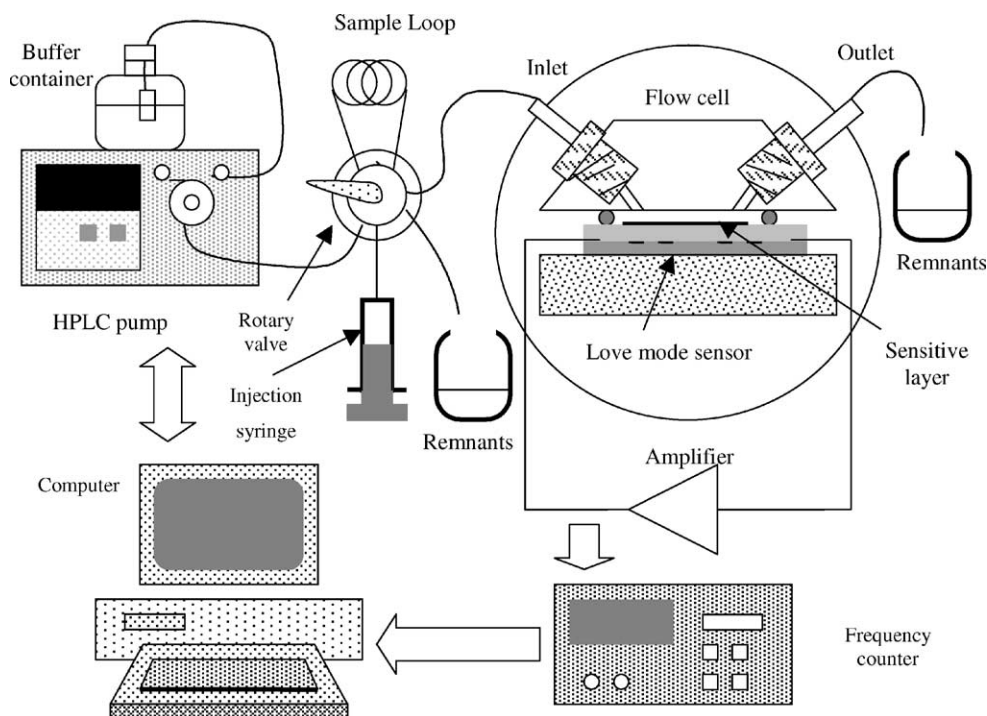 Sample Loop
Buffer
container
Inlet
Outlet
Flow cell
Remnants
HPLC pump
Rotary
valve
Love mode sensor
Sensitive
layer
Injection
syringe
Remnants
Amplifier
Computer
Frequency
counter